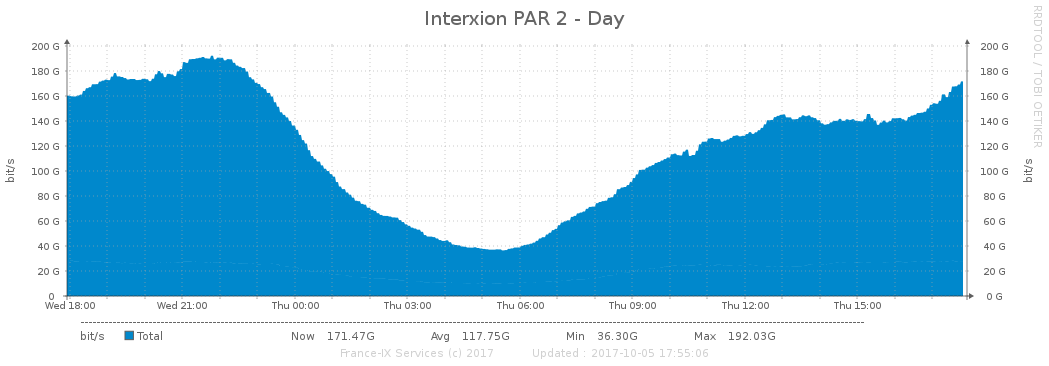 Interxion PAR 2 - Day
RRDTOOL / TOBI OETIKER
bit/s
200 G
180 G
160 G
140 G
120 G
100 G
80 G
60 G
40 G
20 G
0
200 G
180 G
160 G
140 G
120 G
100 G
80 G
60 G
40 G
20 G
0 G
bit/s
Wed 18:00 Wed 21:00 Thu 00:00 Thu 03:00 Thu 06:00 Thu 09:00 Thu 12:00 Thu 15:00
bit/s Total Now 171.47G Avg 117.75G Min 36.30G Max 192.03G
France-IX Services (c) 2017 Updated : 2017-10-05 17:55:06